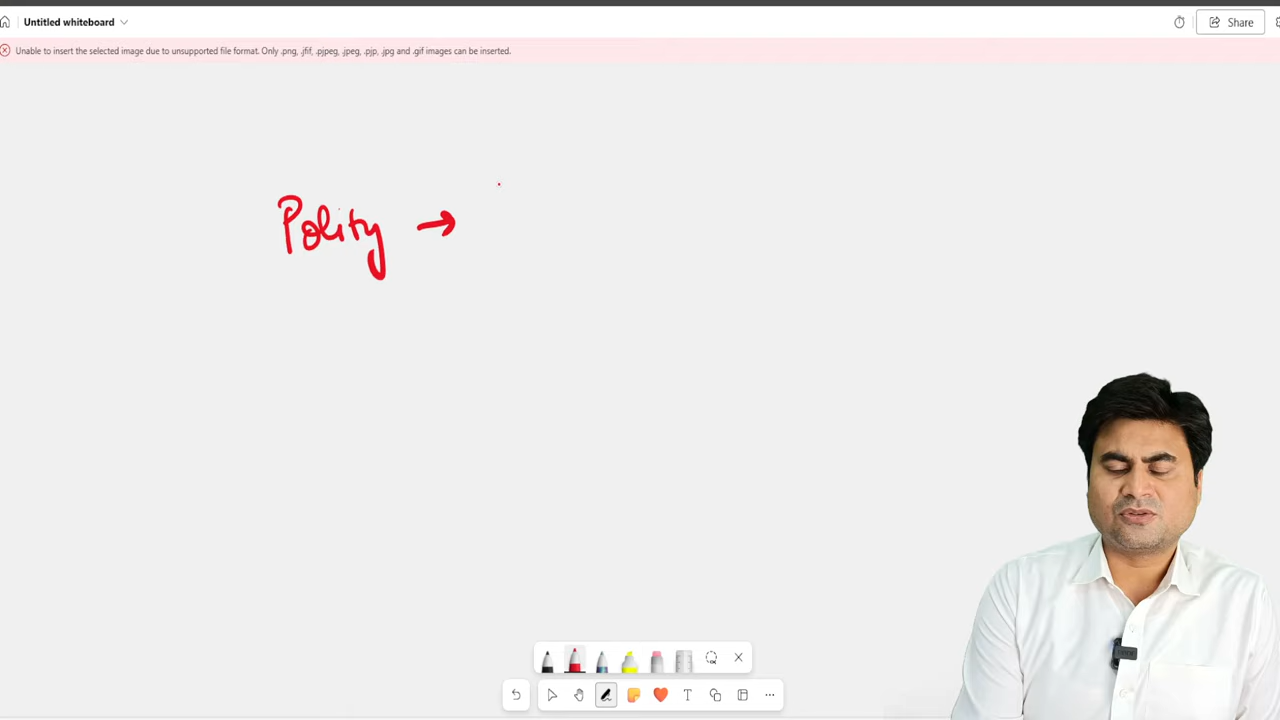 Untitled whiteboard
Share
Unable to insert the selected image due to unsupported file format. Only .png, .jfif, .pjpeg, .jpeg, .pjp, .jpg and .gif images can be inserted.
Polity →
T